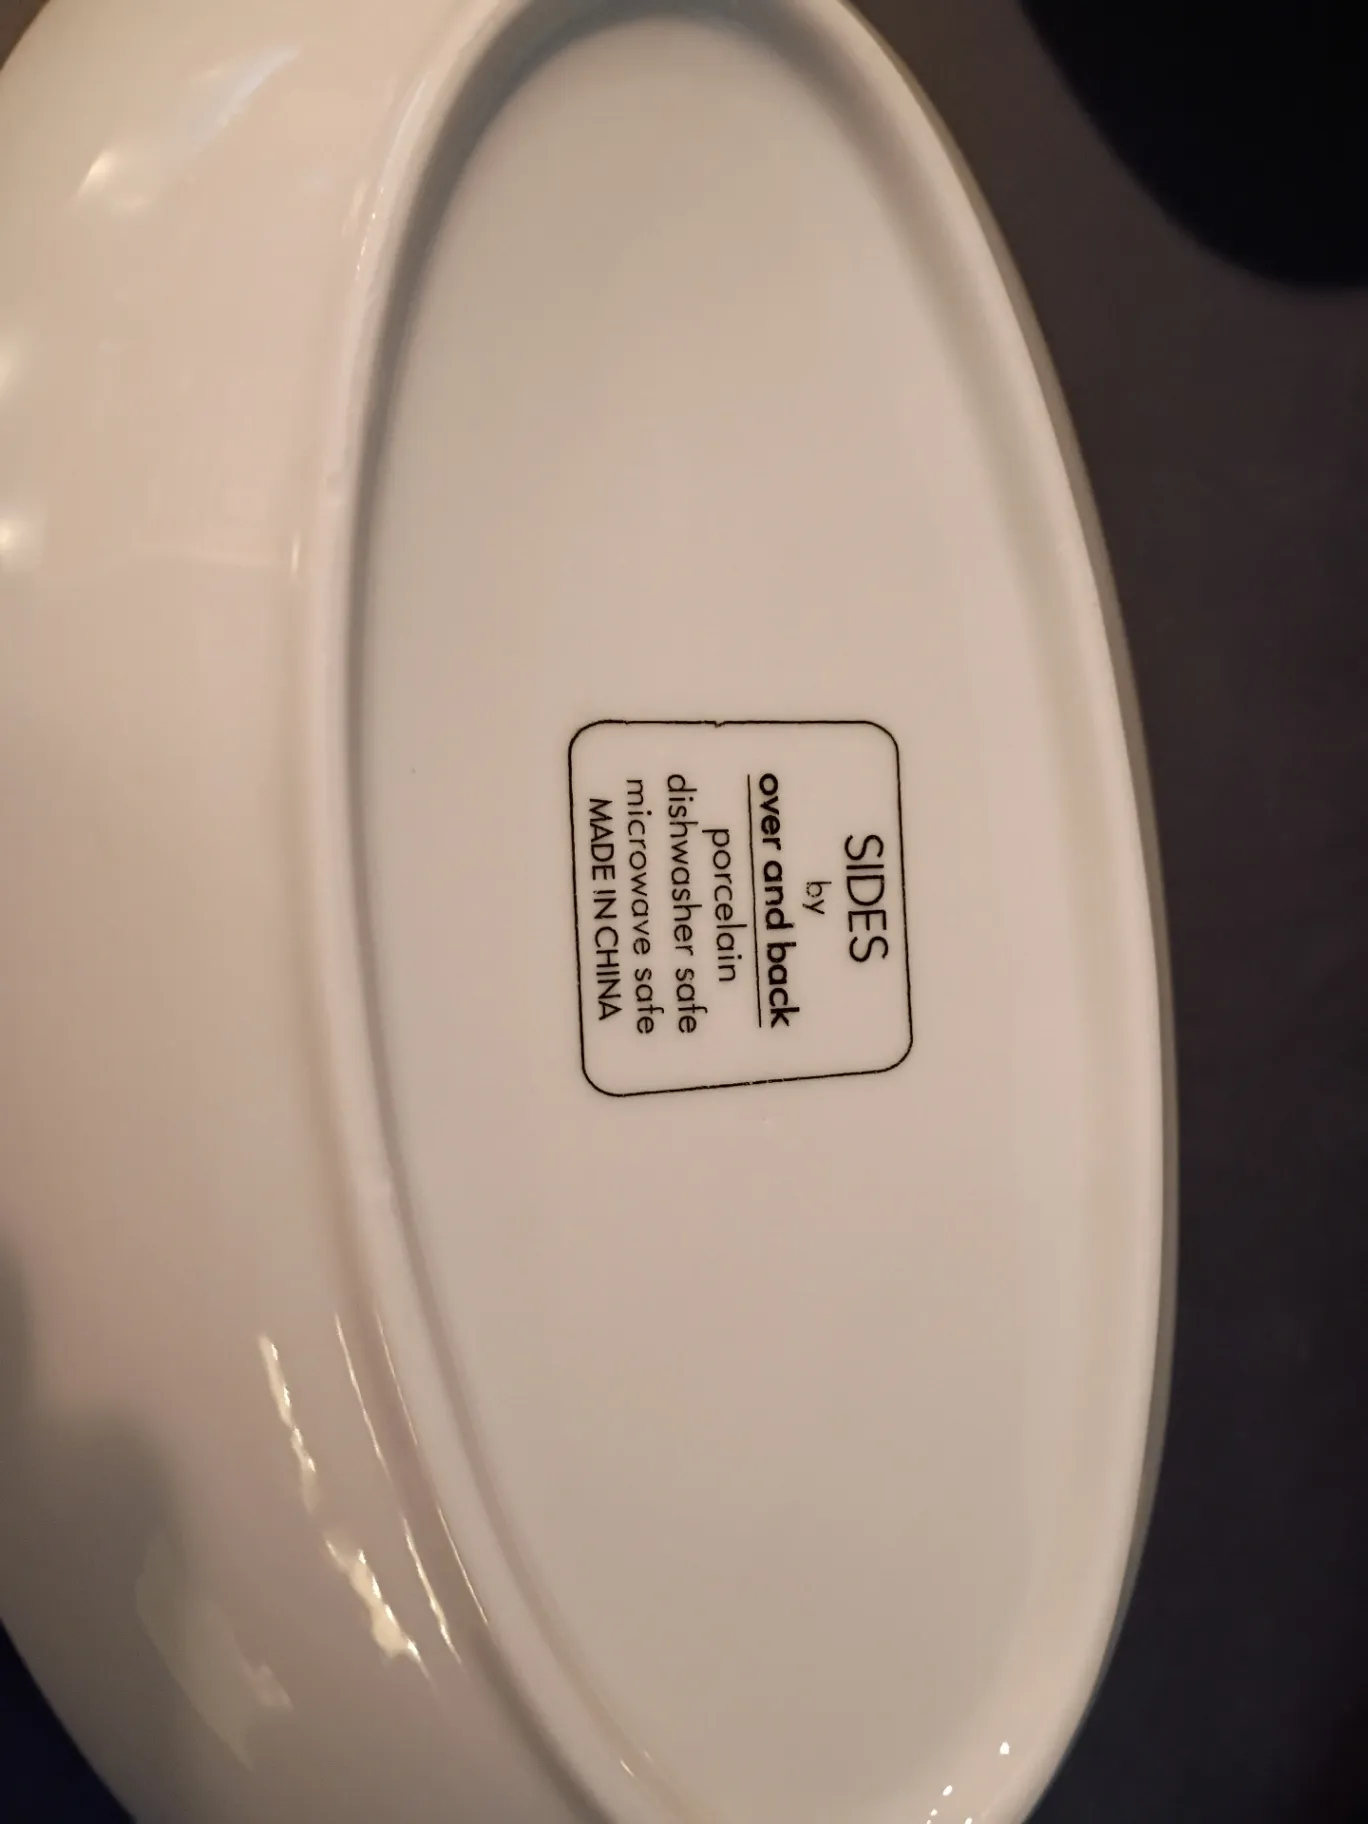 SIDES
by
over and back
porcelain
dishwasher safe
microwave safe
MADE IN CHINA